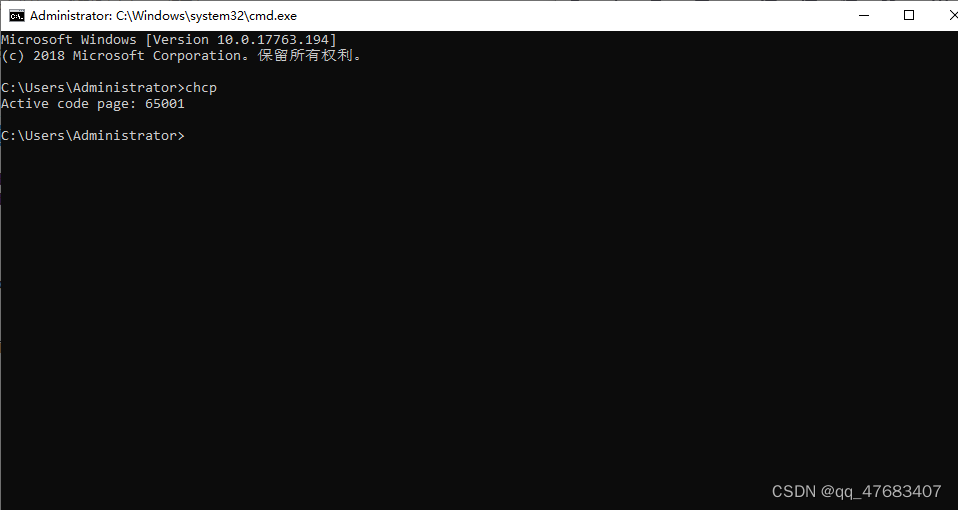 Administrator: C:\Windows\system32\cmd.exe
Microsoft Windows [Version 10.0.17763.194]
(c) 2018 Microsoft Corporation。保留所有权利。
C:\Users\Administrator>chcp
Active code page: 65001
C:\Users\Administrator>
CSDN @qq_47683407